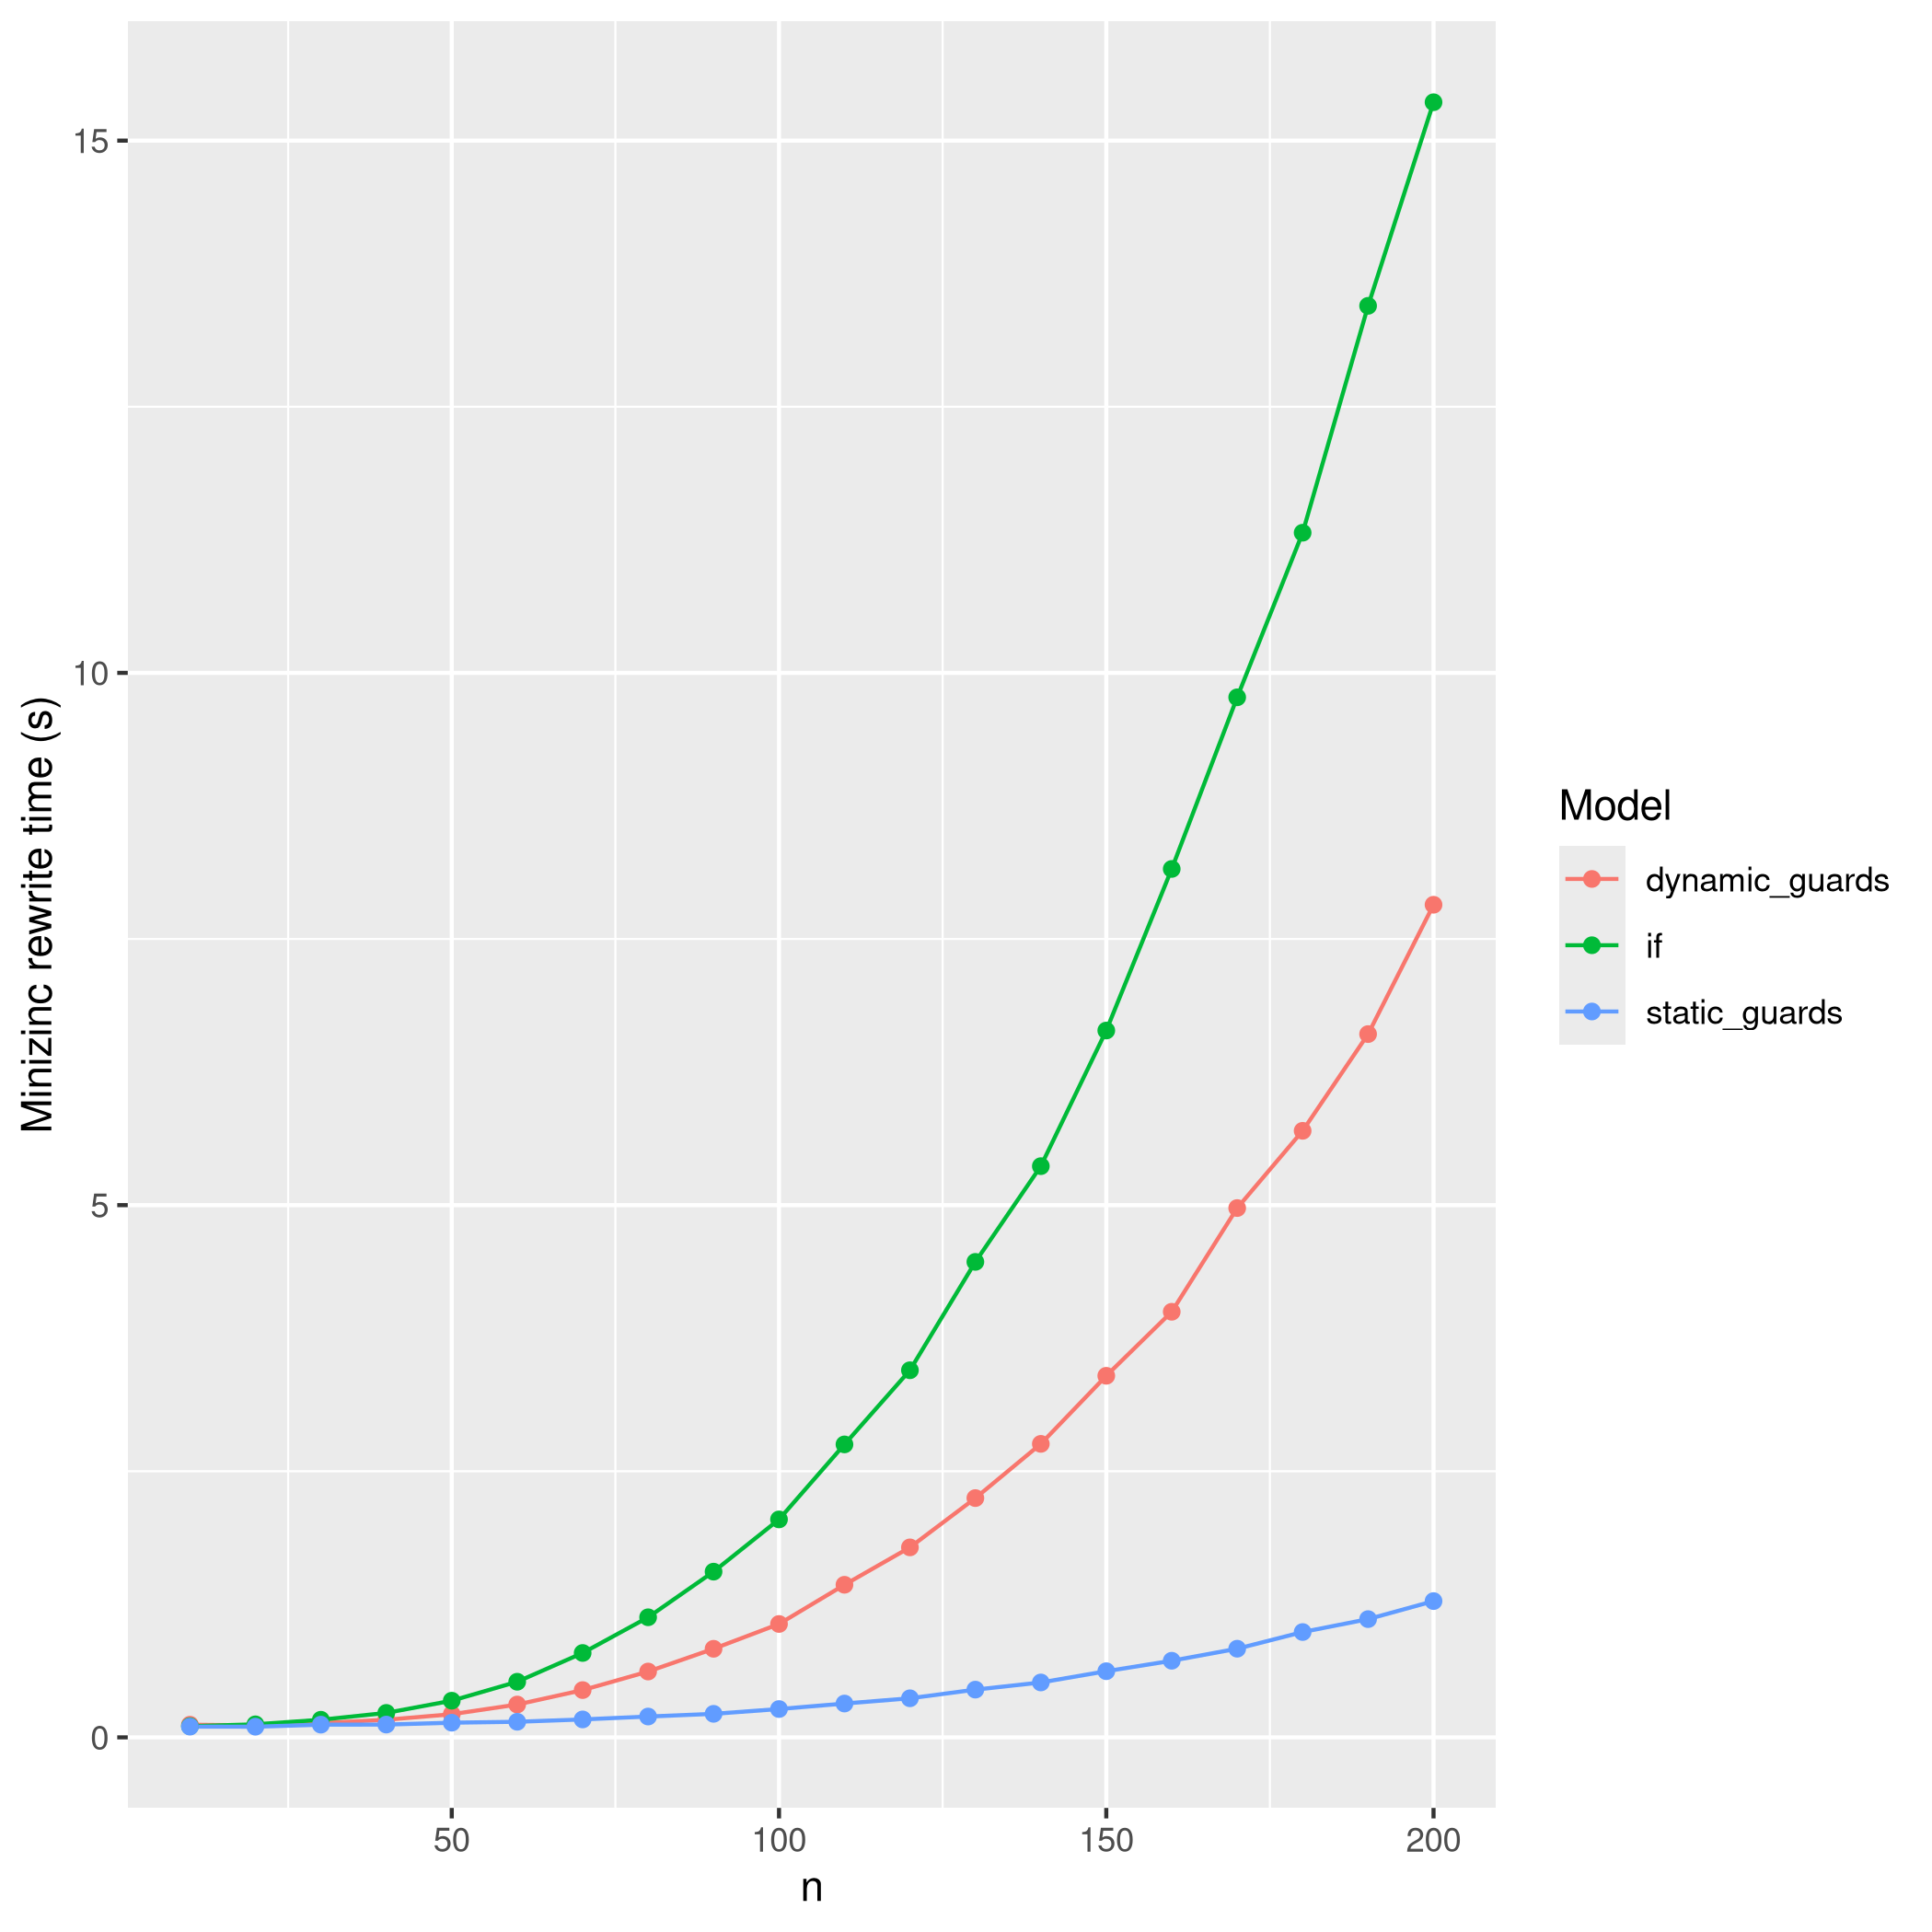 15
10
5
0
Minizinc rewrite time (s)
50
100
150
200
n
Model
dynamic_guards
if
static_guards